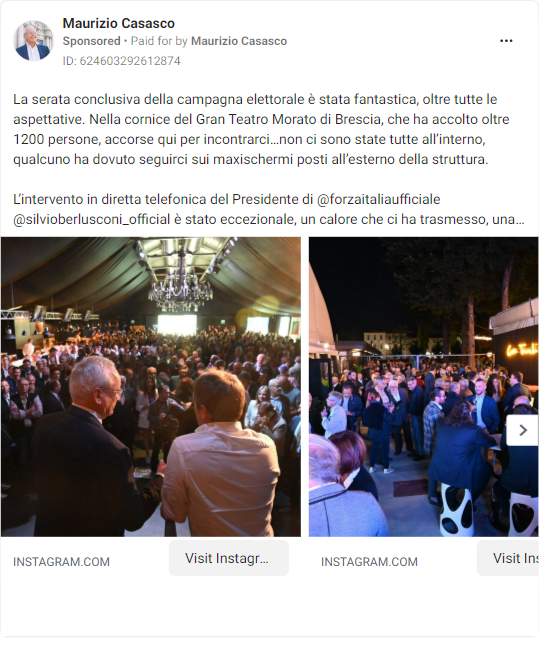 Maurizio Casasco
Sponsored • Paid for by Maurizio Casasco
ID: 624603292612874
La serata conclusiva della campagna elettorale è stata fantastica, oltre tutte le
aspettative. Nella cornice del Gran Teatro Morato di Brescia, che ha accolto oltre
1200 persone, accorse qui per incontrarci…non ci sono state tutte all’interno,
qualcuno ha dovuto seguirci sui maxischermi posti all’esterno della struttura.
L’intervento in diretta telefonica del Presidente di @forzaitaliaufficiale
@silvioberlusconi_official è stato eccezionale, un calore che ci ha trasmesso, una…
INSTAGRAM.COM
Visit Instagr…
INSTAGRAM.COM
Visit Ins